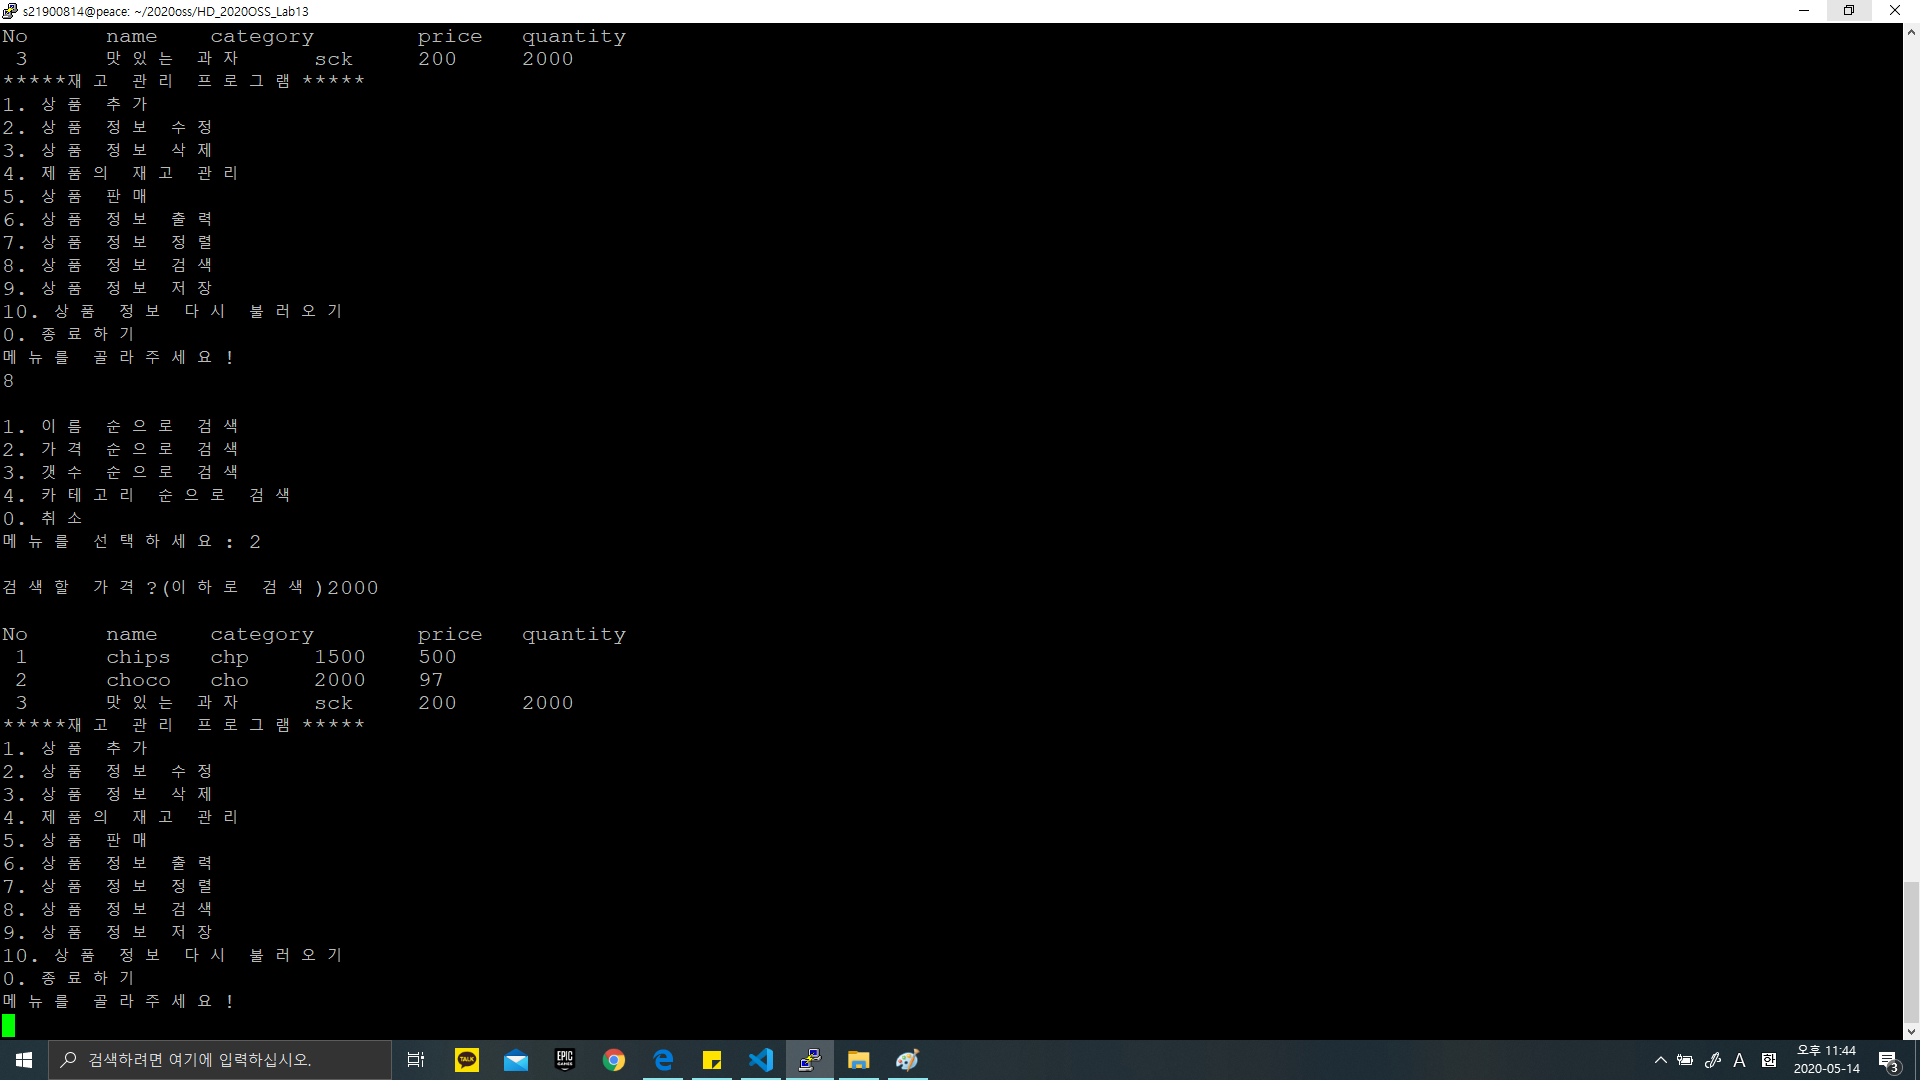 s21900814@peace: ~/2020oss/HD_2020OSS_Lab13
No name category price quantity
3 맛있는 과자 sck 200 2000
*****재고 관리 프로그램*****
1. 상품 추가
2. 상품 정보 수정
3. 상품 정보 삭제
4. 제품의 재고 관리
5. 상품 판매
6. 상품 정보 출력
7. 상품 정보 정렬
8. 상품 정보 검색
9. 상품 정보 저장
10. 상품 정보 다시 불러오기
0. 종료하기
메뉴를 골라주세요!
8
1. 이름 순으로 검색
2. 가격 순으로 검색
3. 갯수 순으로 검색
4. 카테고리 순으로 검색
0. 취소
메뉴를 선택하세요: 2
검색할 가격?(이하로 검색)2000
No name category price quantity
1 chips chp 1500 500
2 choco cho 2000 97
3 맛있는 과자 sck 200 2000
*****재고 관리 프로그램*****
1. 상품 추가
2. 상품 정보 수정
3. 상품 정보 삭제
4. 제품의 재고 관리
5. 상품 판매
6. 상품 정보 출력
7. 상품 정보 정렬
8. 상품 정보 검색
9. 상품 정보 저장
10. 상품 정보 다시 불러오기
0. 종료하기
메뉴를 골라주세요!
검색하려면 여기에 입력하십시오.
TALK
EPIC GAMES
A
한
오후 11:44
2020-05-14
3